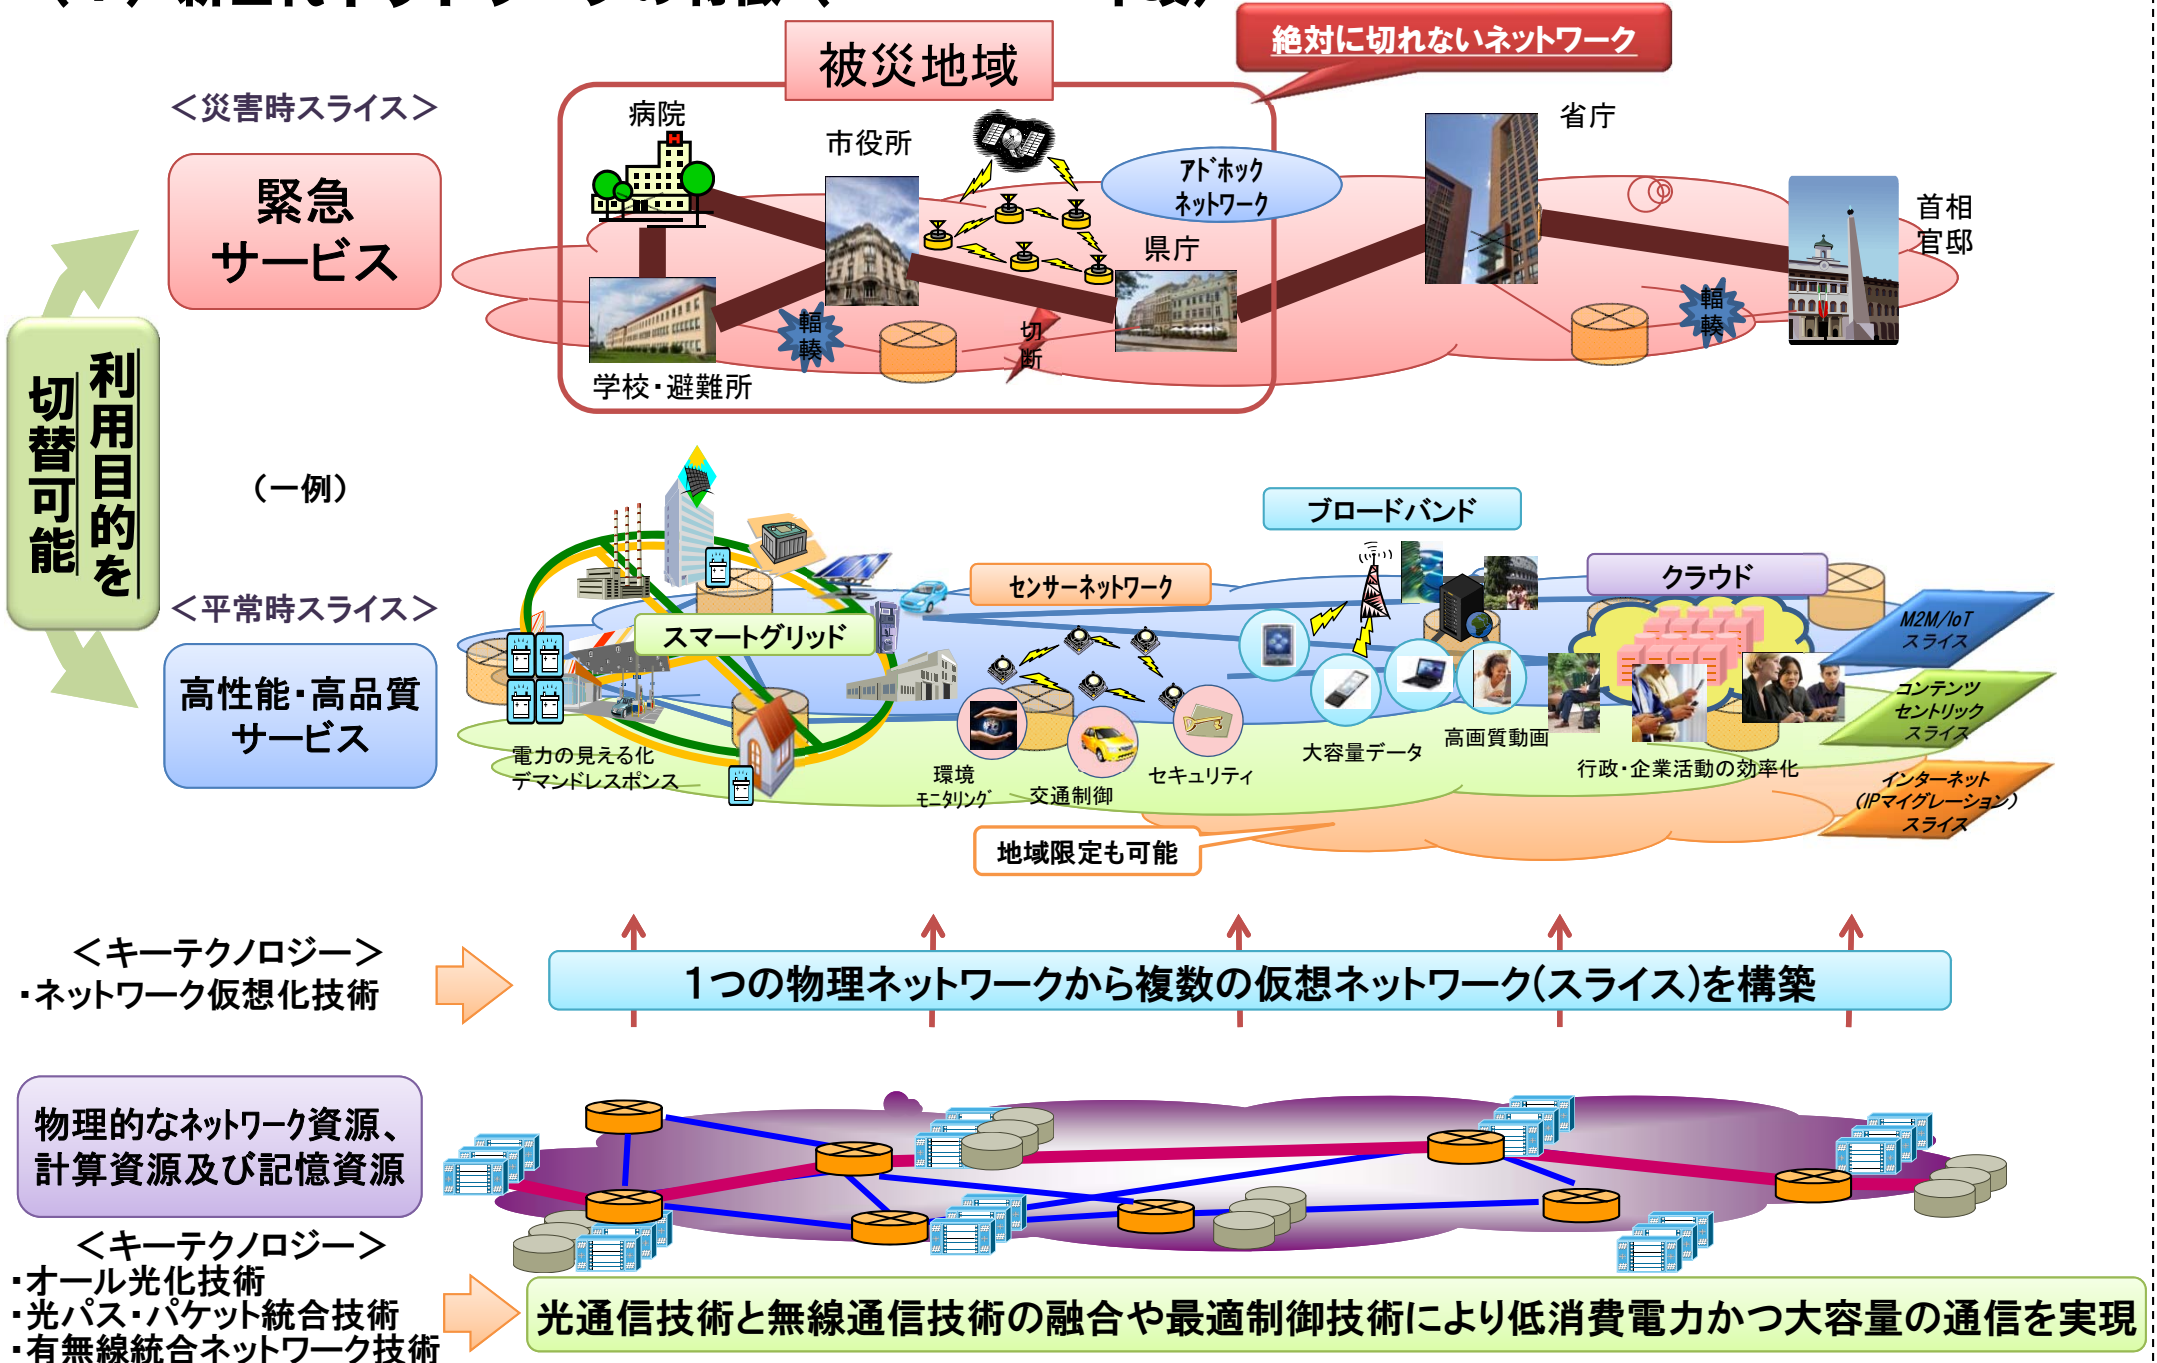 絶対に切れないネットワーク
被災地域
＜災害時スライス＞
緊急
サービス
病院
市役所
アドホック
ネットワーク
県庁
省庁
首相
官邸
輻
輳
切
断
輻
輳
学校・避難所
利用目的を
切替可能
（一例）
＜平常時スライス＞
高性能・高品質
サービス
ブロードバンド
センサーネットワーク
クラウド
スマートグリッド
M2M/IoT
スライス
コンテンツ
セントリック
スライス
インターネット
（IPマイグレーション）
スライス
電力の見える化
デマンドレスポンス
環境
モニタリング
交通制御
セキュリティ
大容量データ
高画質動画
行政・企業活動の効率化
地域限定も可能
＜キーテクノロジー＞
・ネットワーク仮想化技術
1つの物理ネットワークから複数の仮想ネットワーク(スライス)を構築
物理的なネットワーク資源、
計算資源及び記憶資源
＜キーテクノロジー＞
・オール光化技術
・光パス・パケット統合技術
・有無線統合ネットワーク技術
光通信技術と無線通信技術の融合や最適制御技術により低消費電力かつ大容量の通信を実現